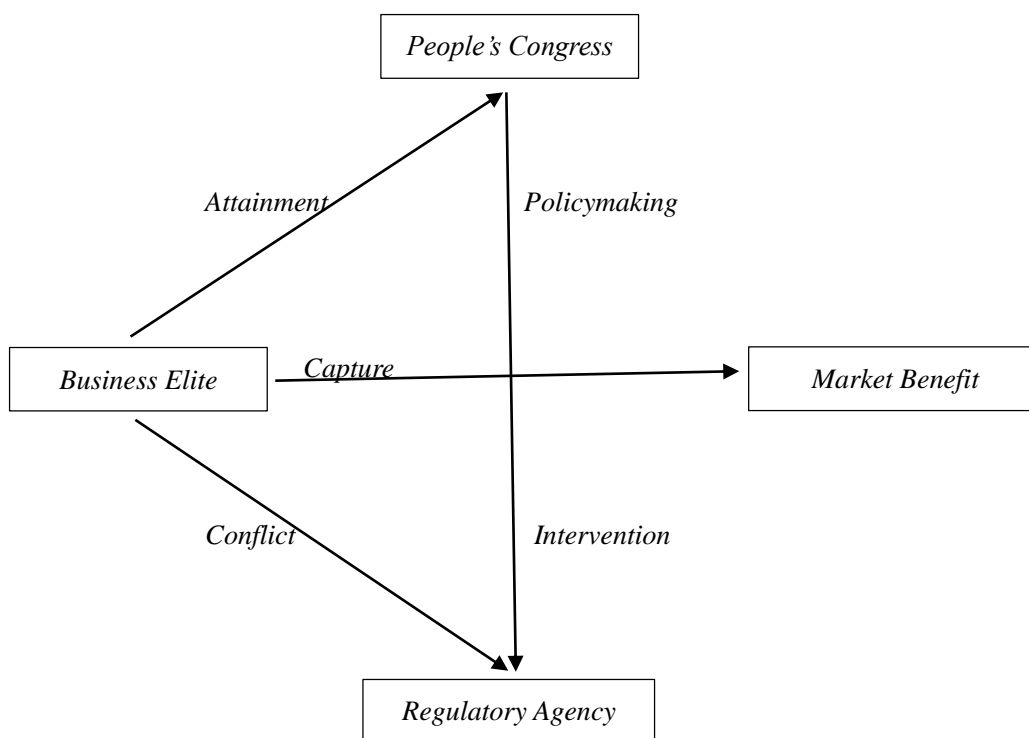 People’s Congress
Attainment
Policymaking
Business Elite
Capture
Market Benefit
Conflict
Intervention
Regulatory Agency